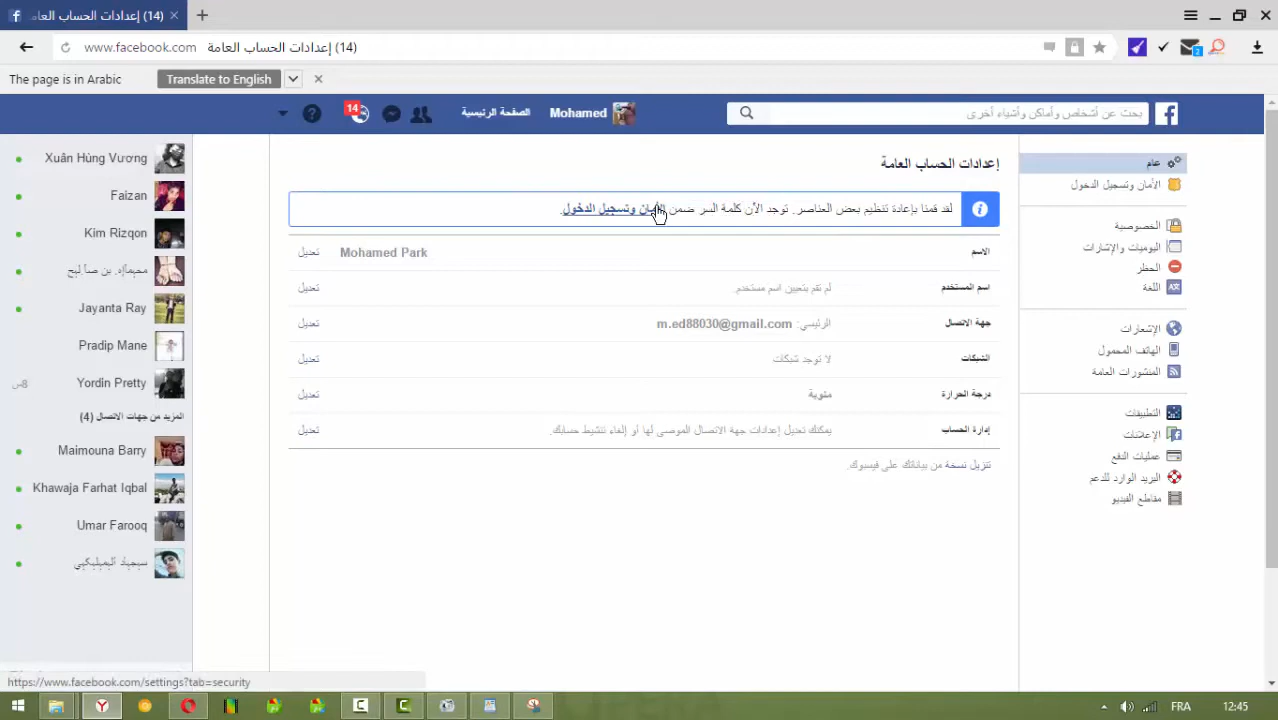 (14) إعدادات الحساب العامة
www.facebook.com (14) إعدادات الحساب العامة
2
The page is in Arabic Translate to English
14
الصفحة الرئيسية
Mohamed
بحث عن أشخاص وأماكن وأشياء أخرى
إعدادات الحساب العامة
لقد قمنا بإعادة تنظيم بعض العناصر. توجد الآن كلمة السر ضمن الأمان وتسجيل الدخول.
الاسم Mohamed Park تعديل
اسم المستخدم لم تقم بتعيين اسم مستخدم. تعديل
جهة الاتصال الرئيسي: m.ed88030@gmail.com تعديل
الشبكات لا توجد شبكات تعديل
درجة الحرارة مئوية تعديل
إدارة الحساب يمكنك تعديل إعدادات جهة الاتصال الموصى لها أو إلغاء تنشيط حسابك. تعديل
تنزيل نسخة من بياناتك على فيسبوك.
عام
الأمان وتسجيل الدخول
الخصوصية
اليوميات والإشارات
الحظر
اللغة
الإشعارات
الهاتف المحمول
المنشورات العامة
التطبيقات
الإعلانات
عمليات الدفع
البريد الوارد للدعم
مقاطع الفيديو
Xuân Hùng Vương
Faizan
Kim Rizqon
Jayanta Ray
Pradip Mane
Yordin Pretty
8س
المزيد من جهات الاتصال (4)
Maimouna Barry
Khawaja Farhat Iqbal
Umar Farooq
https://www.facebook.com/settings?tab=security
FRA 12:45